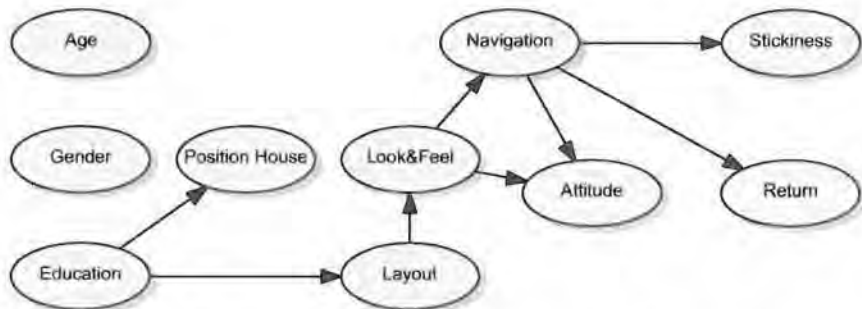 Age
Navigation
Stickiness
Gender
Position House
Look&Feel
Attitude
Return
Education
Layout